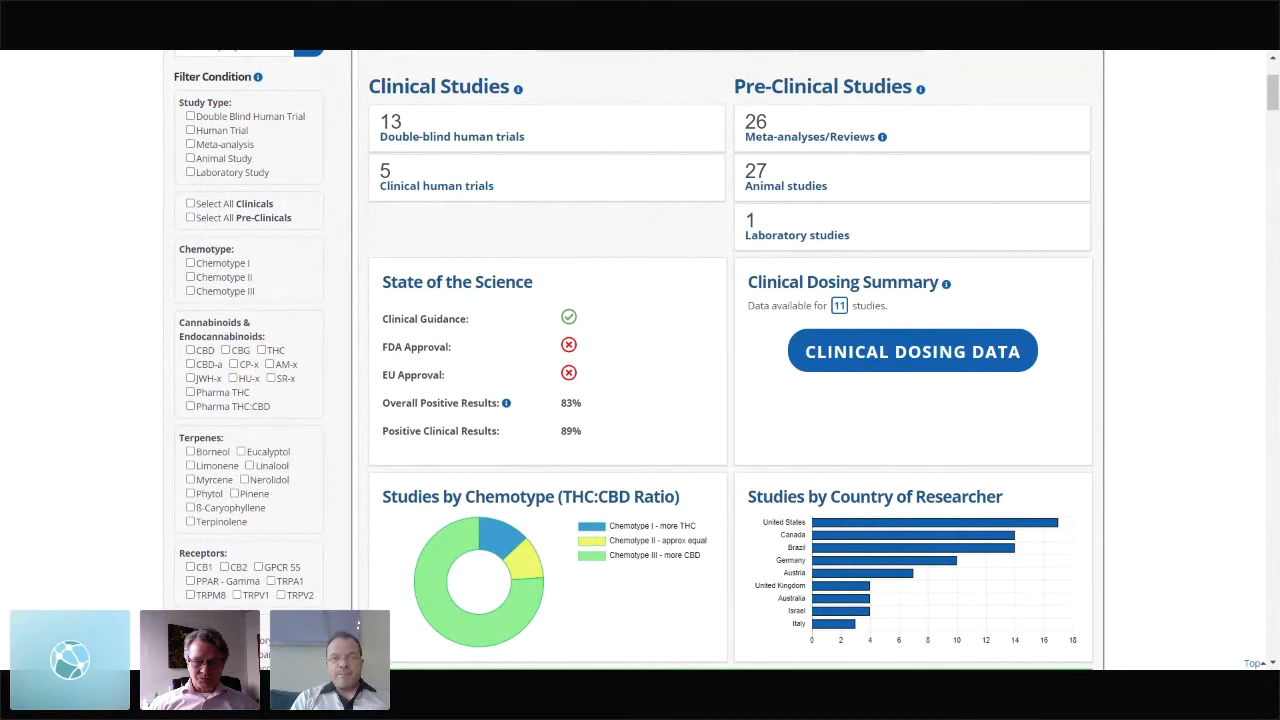 Filter Condition
Study Type:
Double Blind Human Trial
Human Trial
Meta-analysis
Animal Study
Laboratory Study
Select All Clinicals
Select All Pre-Clinicals
Chemotype:
Chemotype I
Chemotype II
Chemotype III
Cannabinoids &
Endocannabinoids:
CBD CBG THC
CBD-a CP-x AM-x
JWH-x HU-x SR-x
Pharma THC
Pharma THC:CBD
Terpenes:
Borneol Eucalyptol
Limonene Linalool
Myrcene Nerolidol
Phytol Pinene
ß-Caryophyllene
Terpinolene
Receptors:
CB1 CB2 GPCR 55
PPAR - Gamma TRPA1
TRPM8 TRPV1 TRPV2
Clinical Studies
13
Double-blind human trials
5
Clinical human trials
Pre-Clinical Studies
26
Meta-analyses/Reviews
27
Animal studies
1
Laboratory studies
State of the Science
Clinical Guidance:
FDA Approval:
EU Approval:
Overall Positive Results: 83%
Positive Clinical Results: 89%
Clinical Dosing Summary
Data available for 11 studies.
CLINICAL DOSING DATA
Studies by Chemotype (THC:CBD Ratio)
Chemotype I - more THC
Chemotype II - approx equal
Chemotype III - more CBD
Studies by Country of Researcher
United States
Canada
Brazil
Germany
Austria
United Kingdom
Australia
Israel
Italy
0 2 4 6 8 10 12 14 16 18
Top